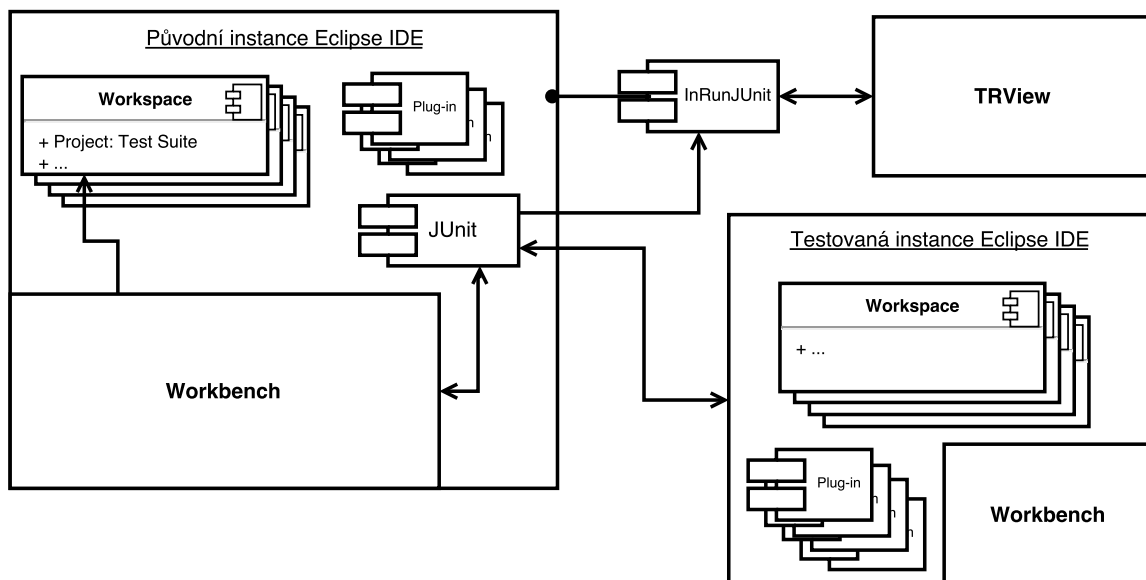 Původní instance Eclipse IDE
Workspace
+ Project: Test Suite
+ ...
Plug-in
n
n
JUnit
Workbench
InRunJUnit
TRView
Testovaná instance Eclipse IDE
Workspace
+ ...
Plug-in
n
n
n
Workbench